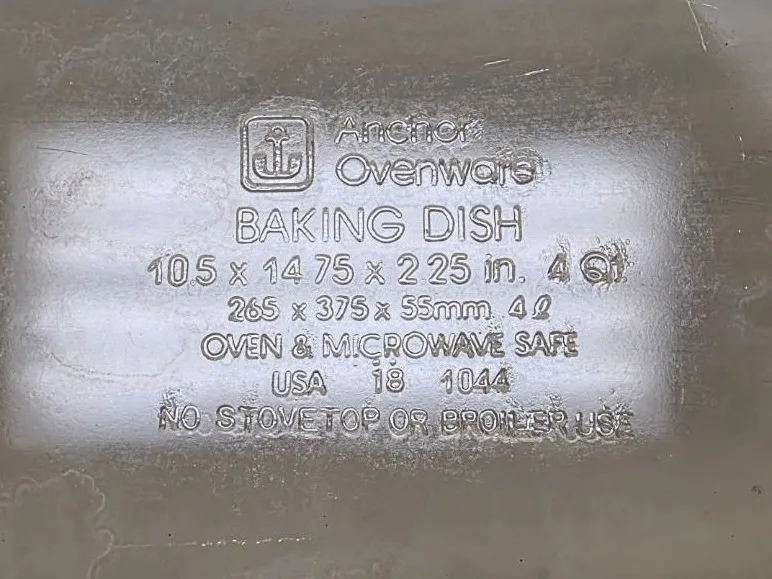 Anchor
Ovenware
BAKING DISH
10.5 x 14 75 x 2 25 in. 4 Qt
265 x 375 x 55mm 4 ℓ
OVEN & MICROWAVE SAFE
USA 18 1044
NO STOVETOP OR BROILER USE